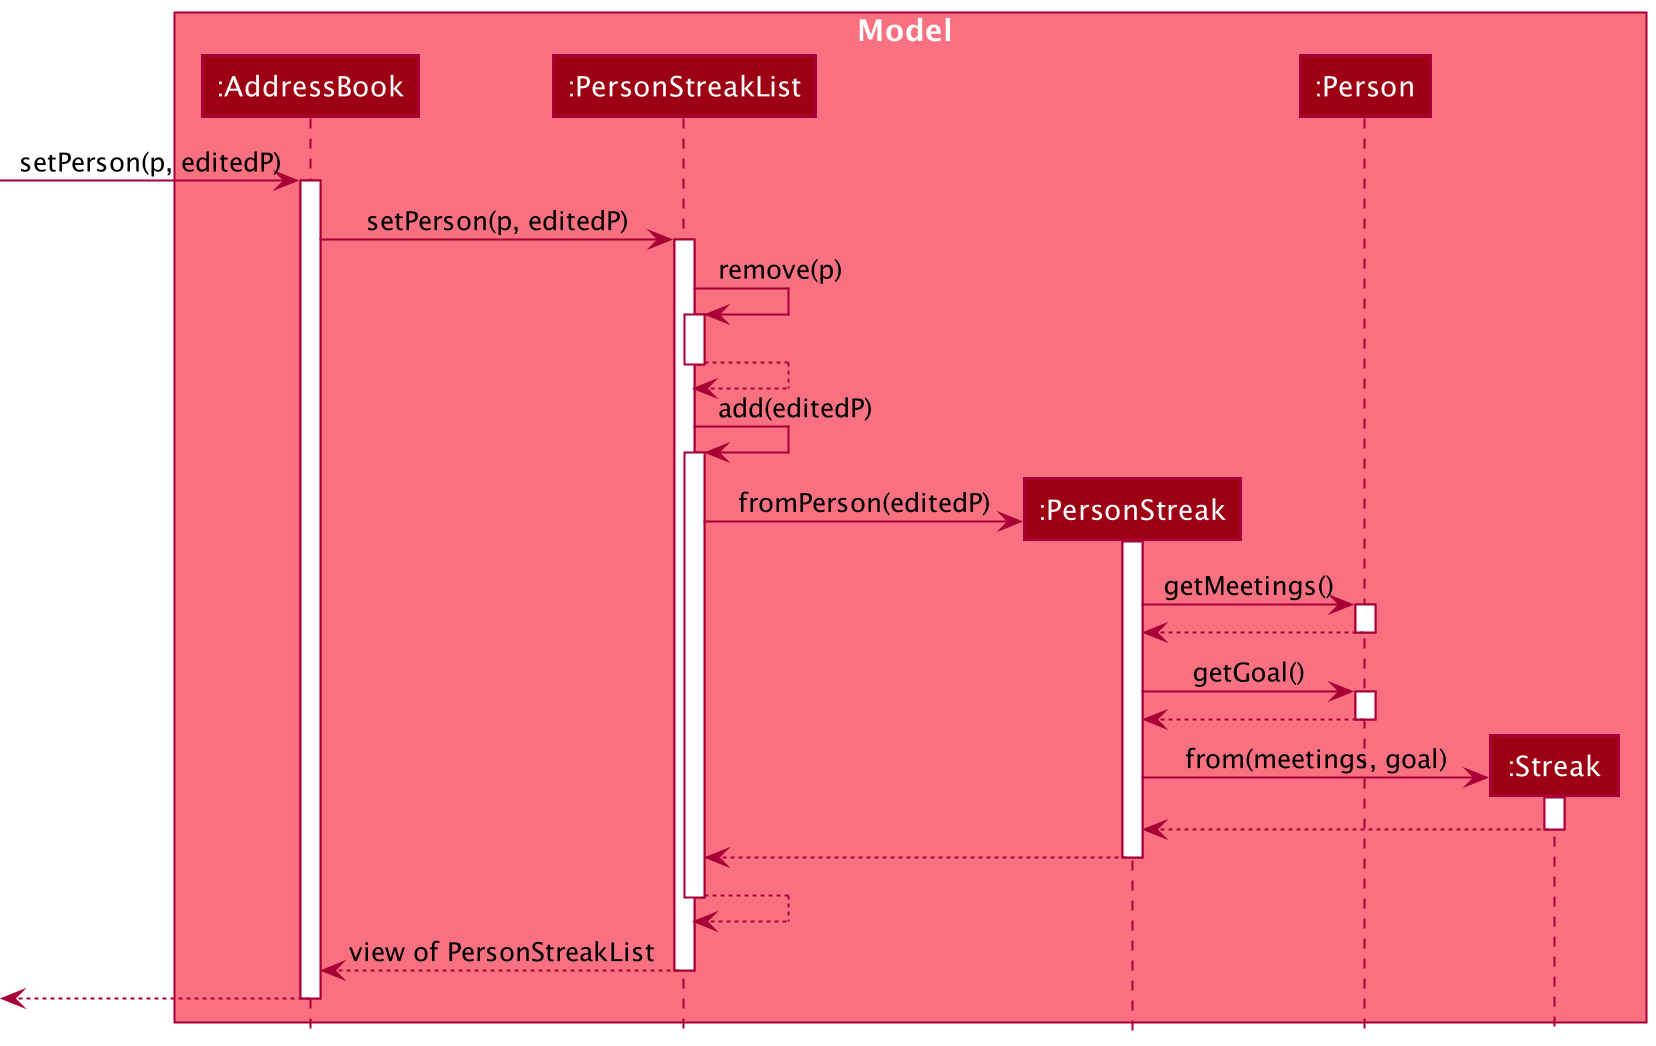 Model
:AddressBook
:PersonStreakList
:Person
setPerson(p, editedP)
setPerson(p, editedP)
remove(p)
add(editedP)
fromPerson(editedP)
:PersonStreak
getMeetings()
getGoal()
from(meetings, goal)
:Streak
view of PersonStreakList